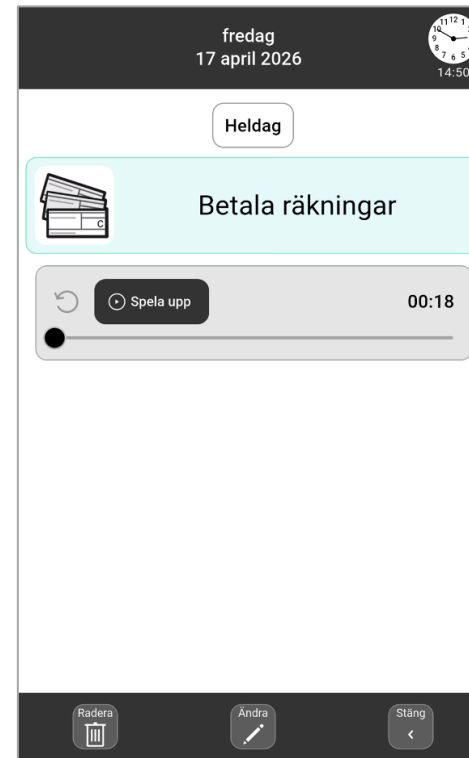 fredag
17 april 2026
14:50
Heldag
Betala räkningar
Spela upp
00:18
Radera
Ändra
Stäng